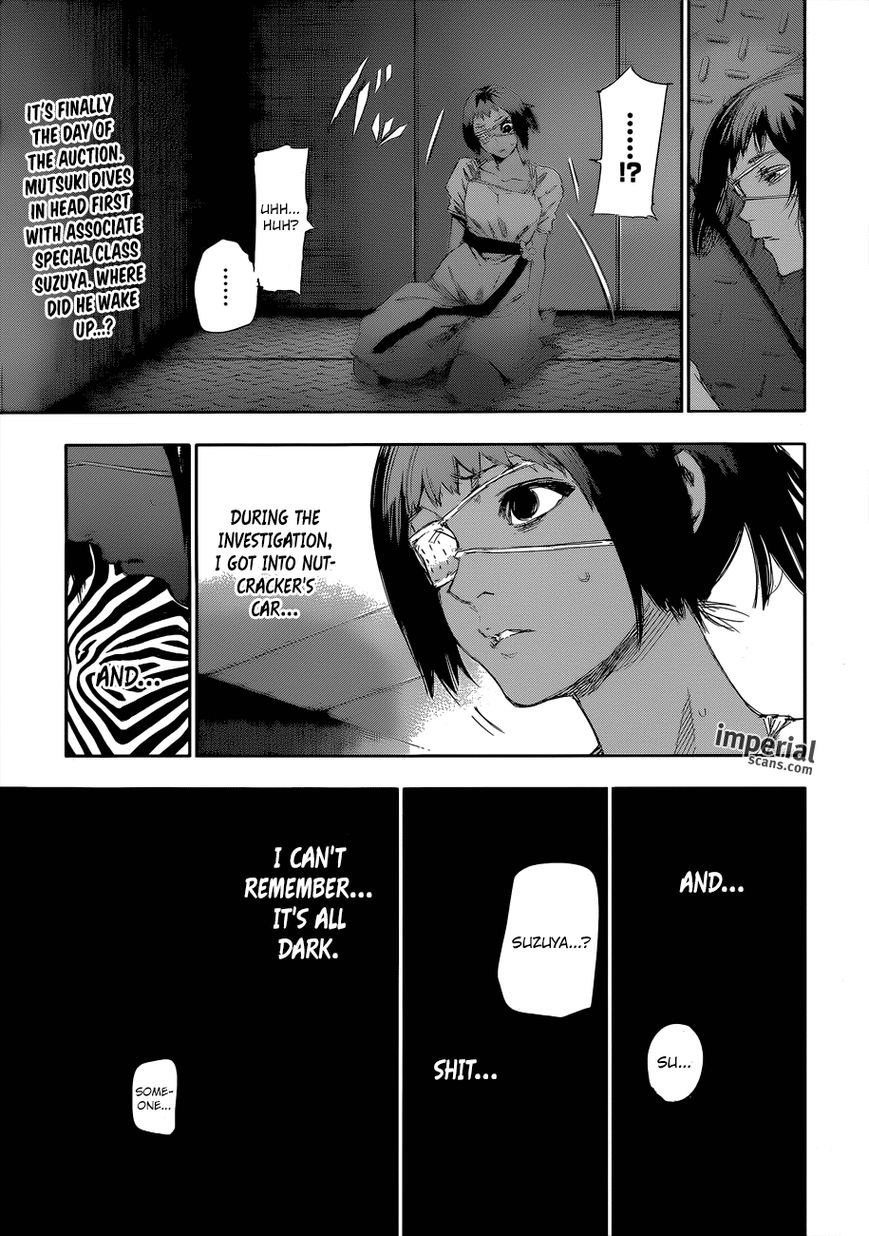 ......
!?
UHH...
HUH?
......
IT'S FINALLY
THE DAY OF
THE AUCTION.
MUTSUKI DIVES
IN HEAD FIRST
WITH ASSOCIATE
SPECIAL CLASS
SUZUYA. WHERE
DID HE WAKE
UP...?
DURING THE
INVESTIGATION,
I GOT INTO NUT-
CRACKER'S
CAR...
AND...
imperial
scans.com
AND...
SU...
SUZUYA...?
SHIT...
I CAN'T
REMEMBER...
IT'S ALL
DARK.
SOME-
ONE...